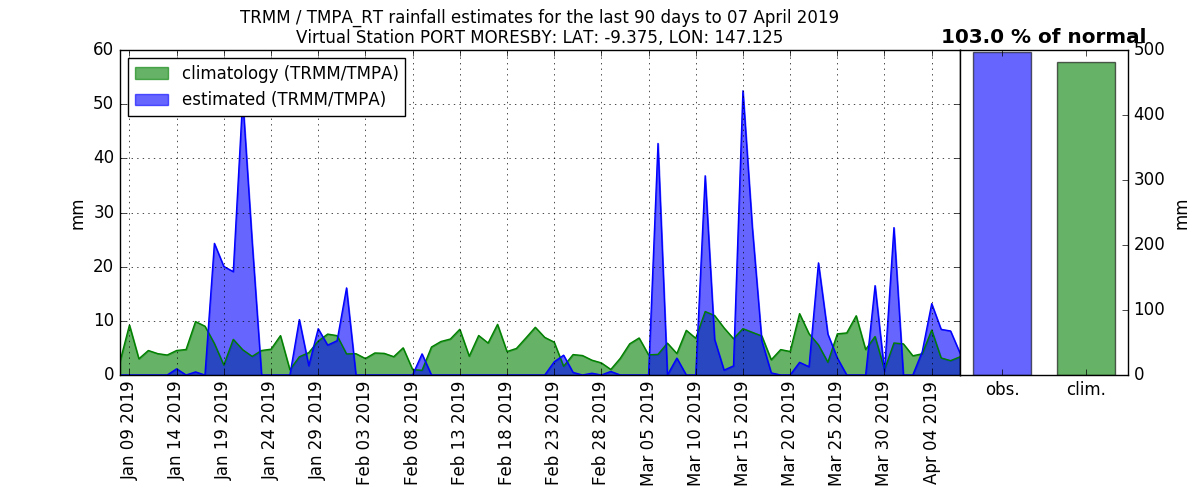 TRMM / TMPA_RT rainfall estimates for the last 90 days to 07 April 2019
Virtual Station PORT MORESBY: LAT: -9.375, LON: 147.125
103.0 % of normal
climatology (TRMM/TMPA)
estimated (TRMM/TMPA)
60
50
40
30
20
10
0
mm
Jan 09 2019
Jan 14 2019
Jan 19 2019
Jan 24 2019
Jan 29 2019
Feb 03 2019
Feb 08 2019
Feb 13 2019
Feb 18 2019
Feb 23 2019
Feb 28 2019
Mar 05 2019
Mar 10 2019
Mar 15 2019
Mar 20 2019
Mar 25 2019
Mar 30 2019
Apr 04 2019
obs.
clim.
500
400
300
200
100
0
mm